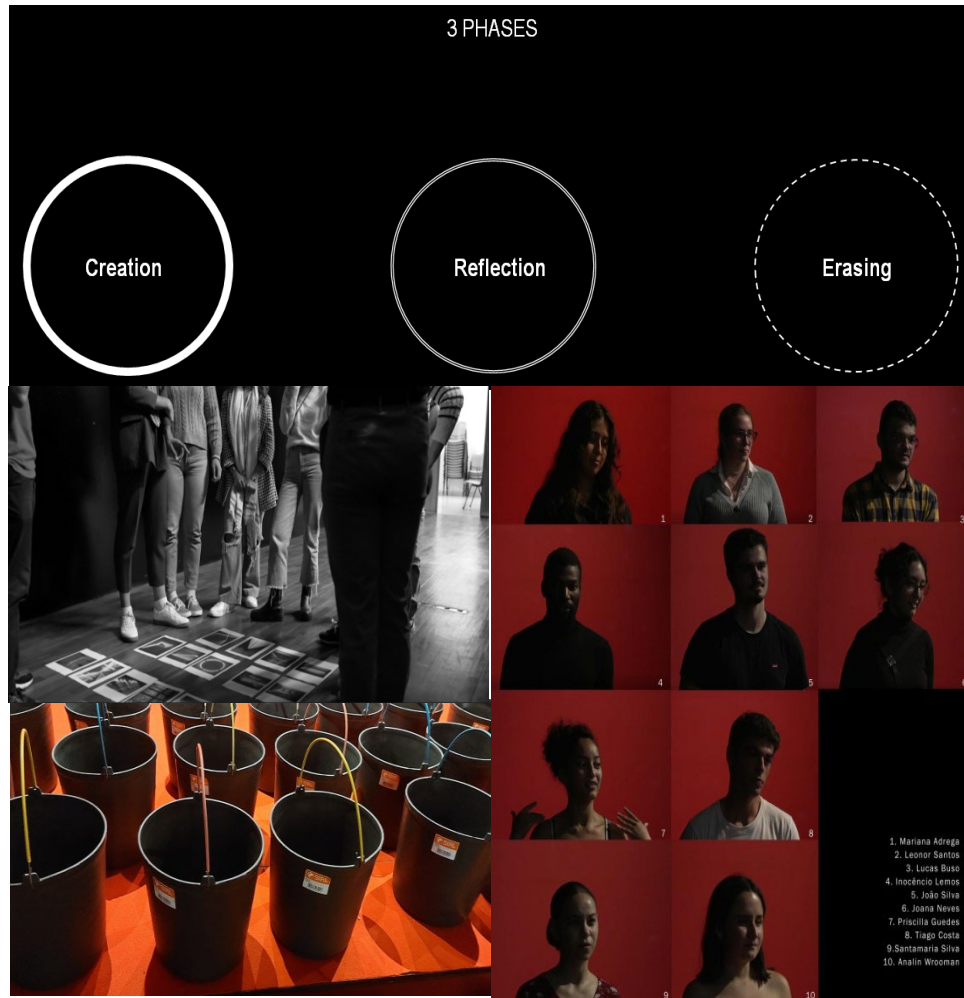 3 PHASES
Creation
Reflection
Erasing
1
2
3
4
5
7
8
9
10
1. Mariana Adrega
2. Leonor Santos
3. Lucas Buso
4. Inocêncio Lemos
5. João Silva
6. Joana Neves
7. Priscilla Guedes
8. Tiago Costa
9.Santamaria Silva
10. Analin Wrooman